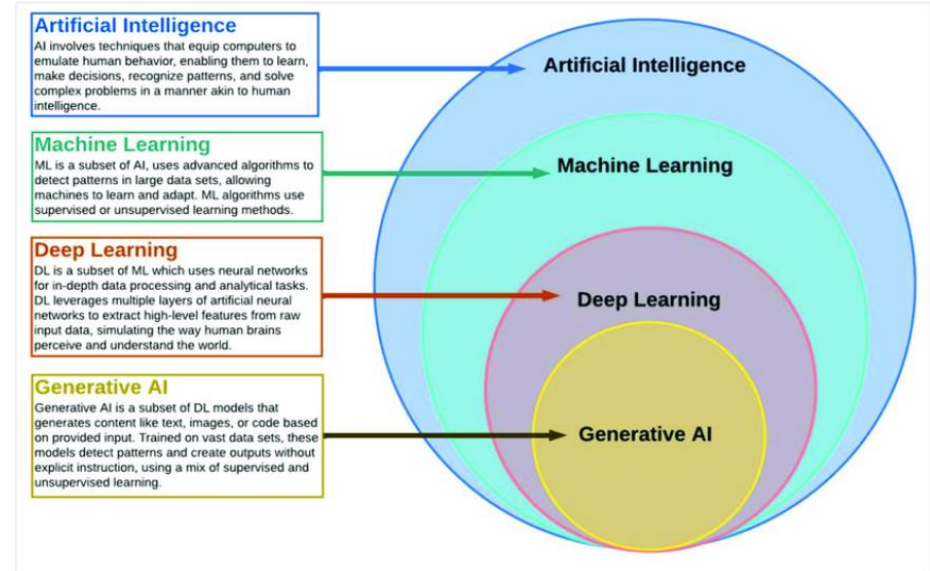 Artificial Intelligence
AI involves techniques that equip computers to
emulate human behavior, enabling them to learn,
make decisions, recognize patterns, and solve
complex problems in a manner akin to human
intelligence.
Machine Learning
ML is a subset of AI, uses advanced algorithms to
detect patterns in large data sets, allowing
machines to learn and adapt. ML algorithms use
supervised or unsupervised learning methods.
Deep Learning
DL is a subset of ML which uses neural networks
for in-depth data processing and analytical tasks.
DL leverages multiple layers of artificial neural
networks to extract high-level features from raw
input data, simulating the way human brains
perceive and understand the world.
Generative AI
Generative AI is a subset of DL models that
generates content like text, images, or code based
on provided input. Trained on vast data sets, these
models detect patterns and create outputs without
explicit instruction, using a mix of supervised and
unsupervised learning.
Artificial Intelligence
Machine Learning
Deep Learning
Generative AI